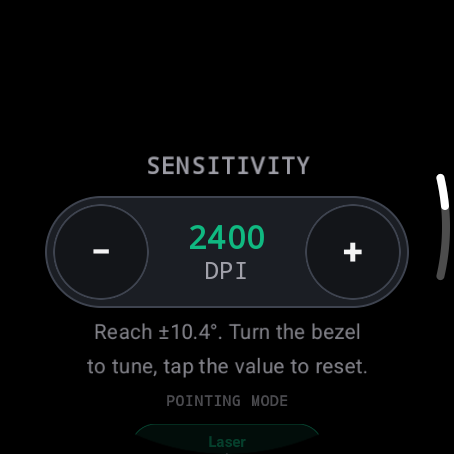 SENSITIVITY
-
2400
+
DPI
Reach ±10.4°. Turn the bezel
to tune, tap the value to reset.
POINTING MODE
Laser